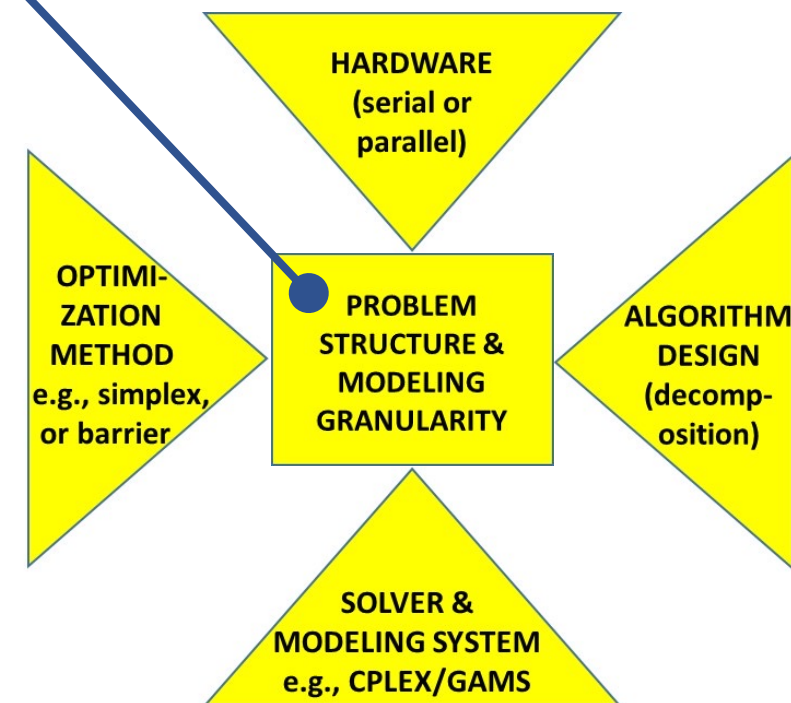 HARDWARE
(serial or
parallel)
OPTIMI-
ZATION
METHOD
e.g., simplex,
or barrier
PROBLEM
STRUCTURE &
MODELING
GRANULARITY
ALGORITHM
DESIGN
(decomp-
osition)
SOLVER &
MODELING SYSTEM
e.g., CPLEX/GAMS